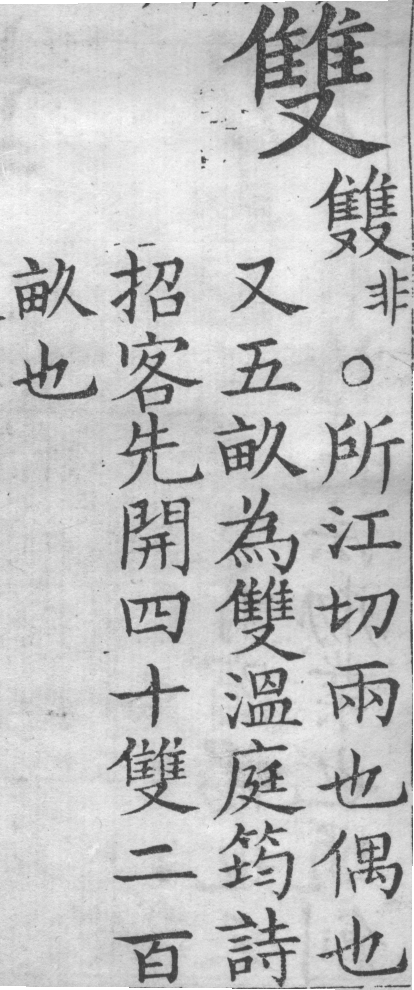 雙
䨇非○所江切兩也偶也
又五畝為雙溫庭筠詩
招客先開四十雙二百
畝也